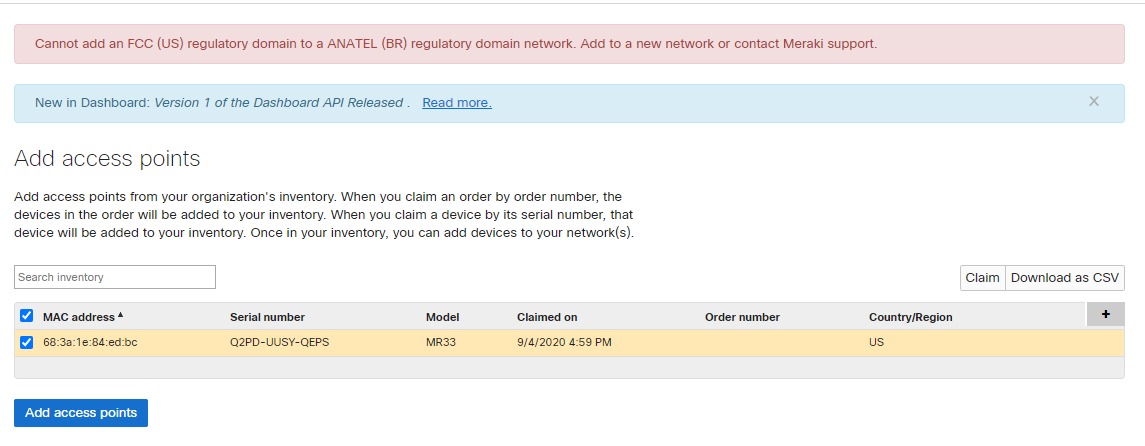 Cannot add an FCC (US) regulatory domain to a ANATEL (BR) regulatory domain network. Add to a new network or contact Meraki support.
New in Dashboard: Version 1 of the Dashboard API Released . Read more. ×
Add access points
Add access points from your organization's inventory. When you claim an order by order number, the
devices in the order will be added to your inventory. When you claim a device by its serial number, that
device will be added to your inventory. Once in your inventory, you can add devices to your network(s).
Search inventory Claim Download as CSV
MAC address ▲ Serial number Model Claimed on Order number Country/Region +
68:3a:1e:84:ed:bc Q2PD-UUSY-QEPS MR33 9/4/2020 4:59 PM US
Add access points